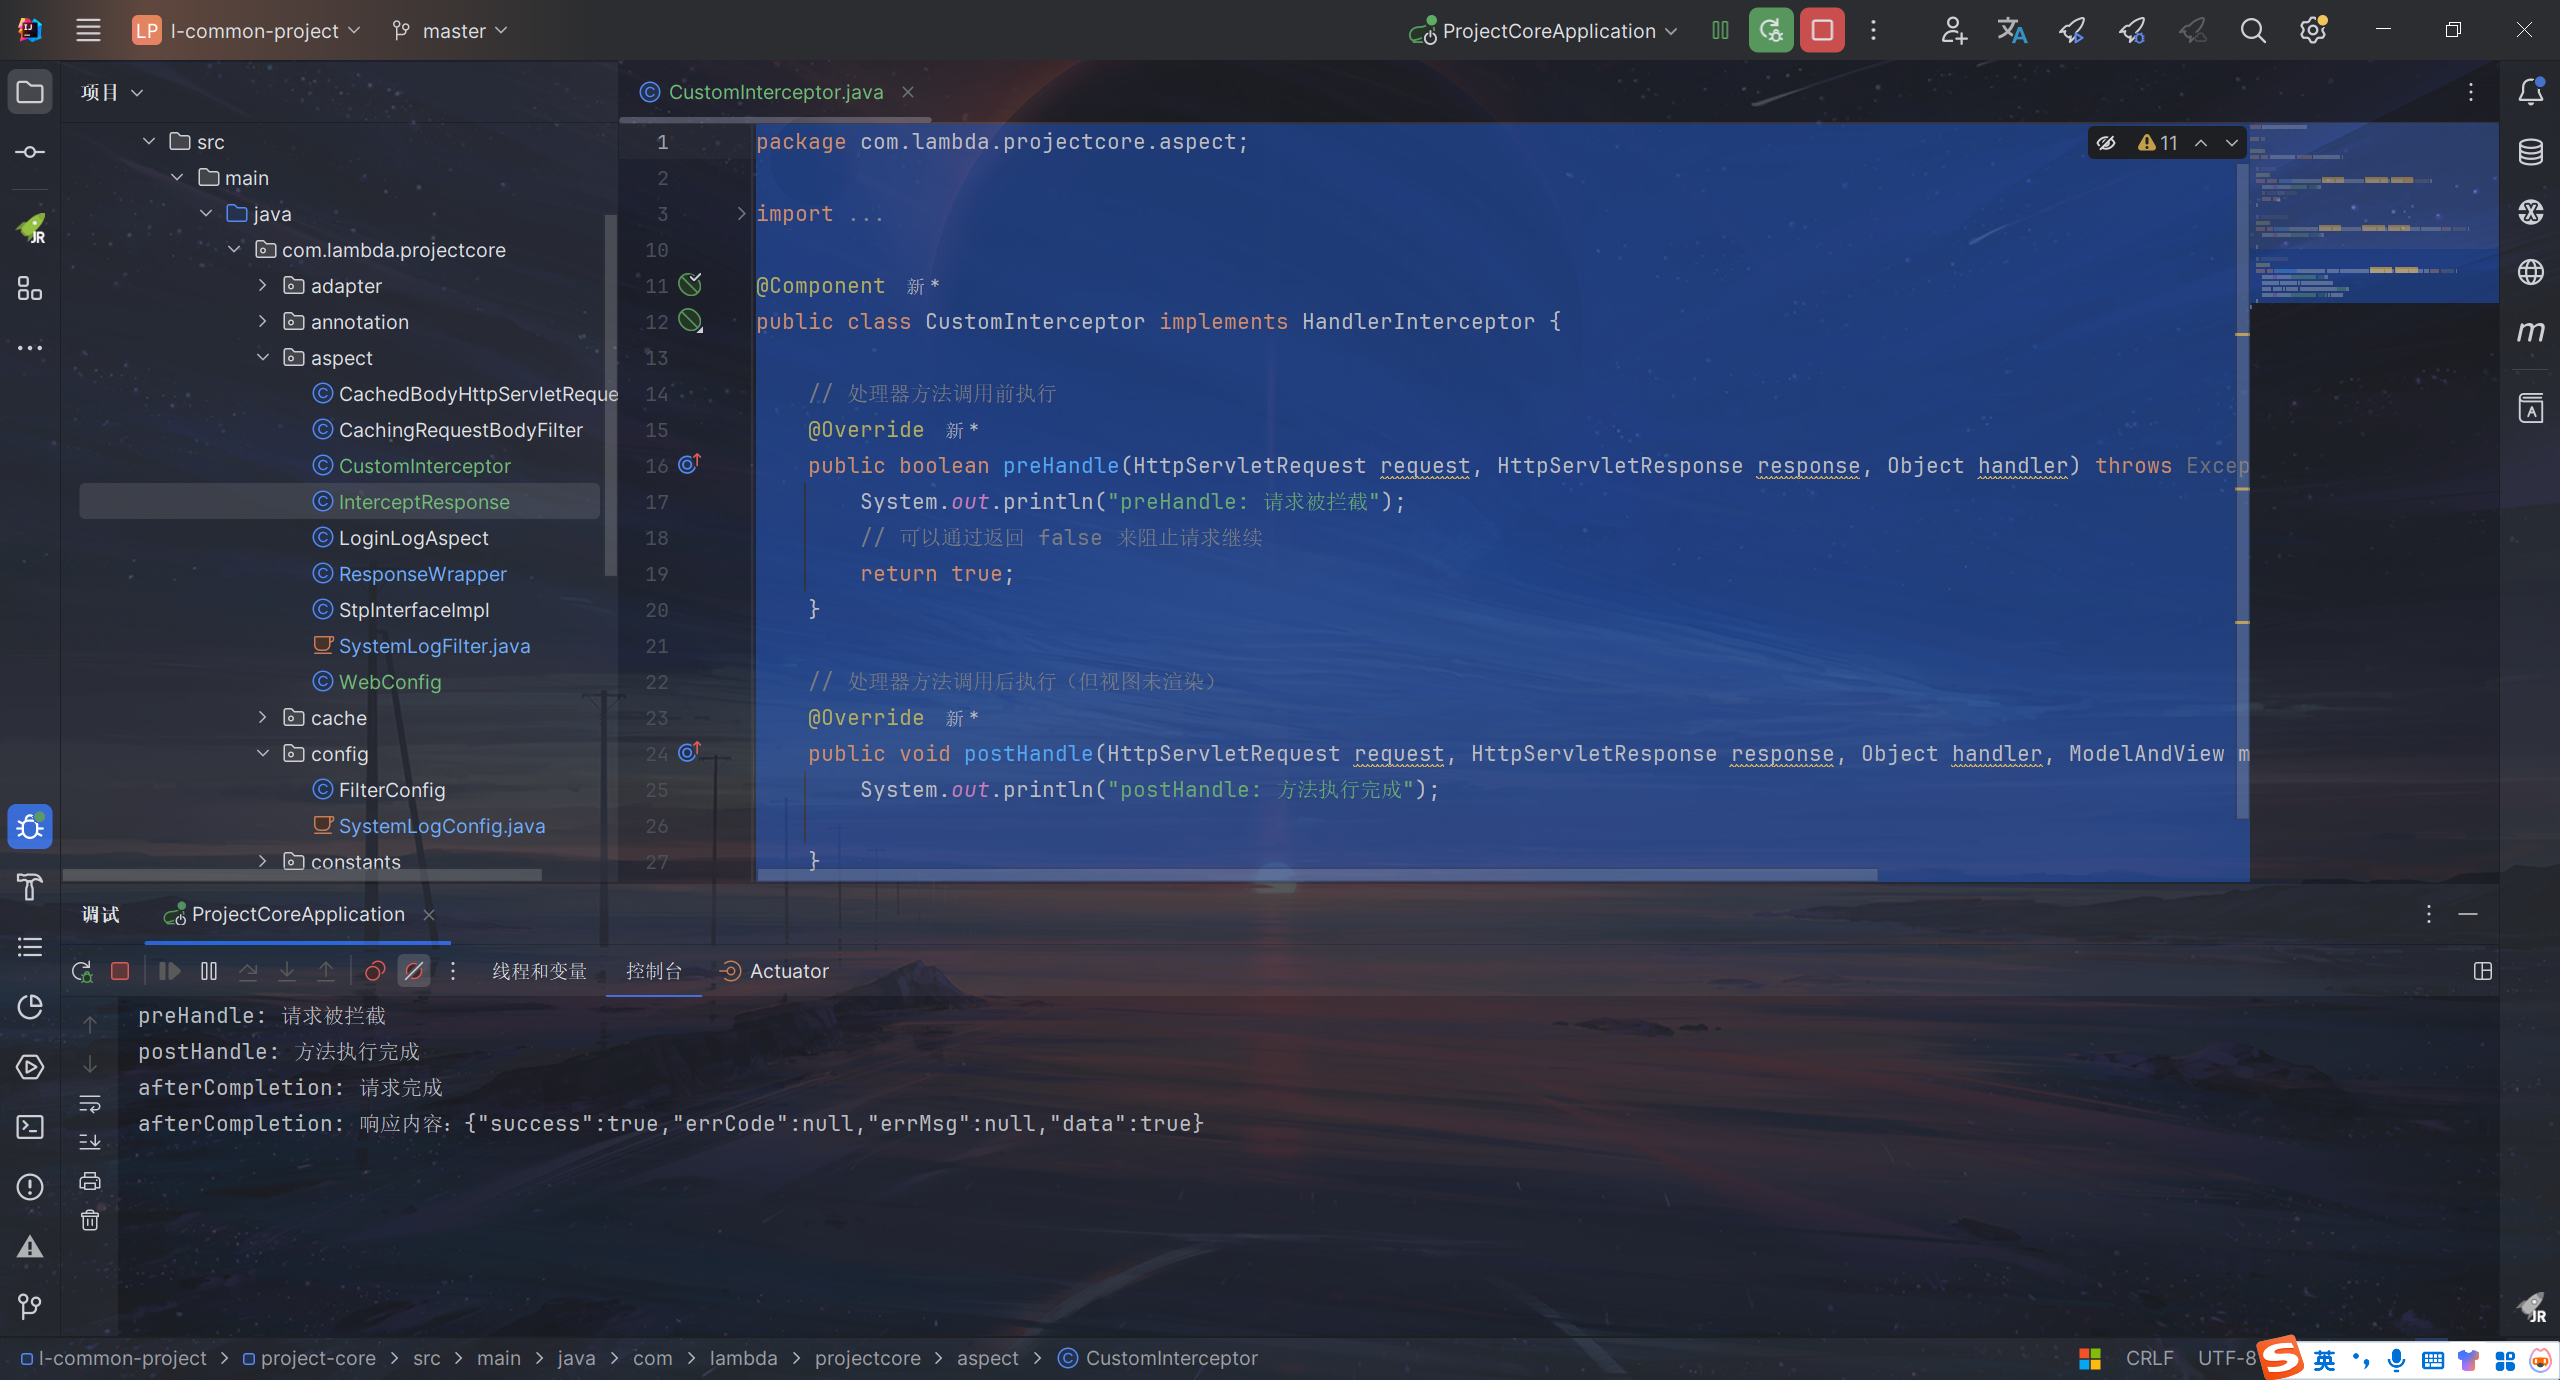 LP l-common-project master ProjectCoreApplication
项目
CustomInterceptor.java
src
main
java
com.lambda.projectcore
adapter
annotation
aspect
CachedBodyHttpServletReque
CachingRequestBodyFilter
CustomInterceptor
InterceptResponse
LoginLogAspect
ResponseWrapper
StpInterfaceImpl
SystemLogFilter.java
WebConfig
cache
config
FilterConfig
SystemLogConfig.java
constants
11
1 package com.lambda.projectcore.aspect;
2
3 import ...
10
11 @Component 新 *
12 public class CustomInterceptor implements HandlerInterceptor {
13
14 // 处理器方法调用前执行
15 @Override 新 *
16 public boolean preHandle(HttpServletRequest request, HttpServletResponse response, Object handler) throws Excep
17 System.out.println("preHandle: 请求被拦截");
18 // 可以通过返回 false 来阻止请求继续
19 return true;
20 }
21
22 // 处理器方法调用后执行（但视图未渲染）
23 @Override 新 *
24 public void postHandle(HttpServletRequest request, HttpServletResponse response, Object handler, ModelAndView m
25 System.out.println("postHandle: 方法执行完成");
26
27 }
调试 ProjectCoreApplication
线程和变量 控制台 Actuator
preHandle: 请求被拦截
postHandle: 方法执行完成
afterCompletion: 请求完成
afterCompletion: 响应内容：{"success":true,"errCode":null,"errMsg":null,"data":true}
l-common-project > project-core > src > main > java > com > lambda > projectcore > aspect > CustomInterceptor
CRLF UTF-8
英